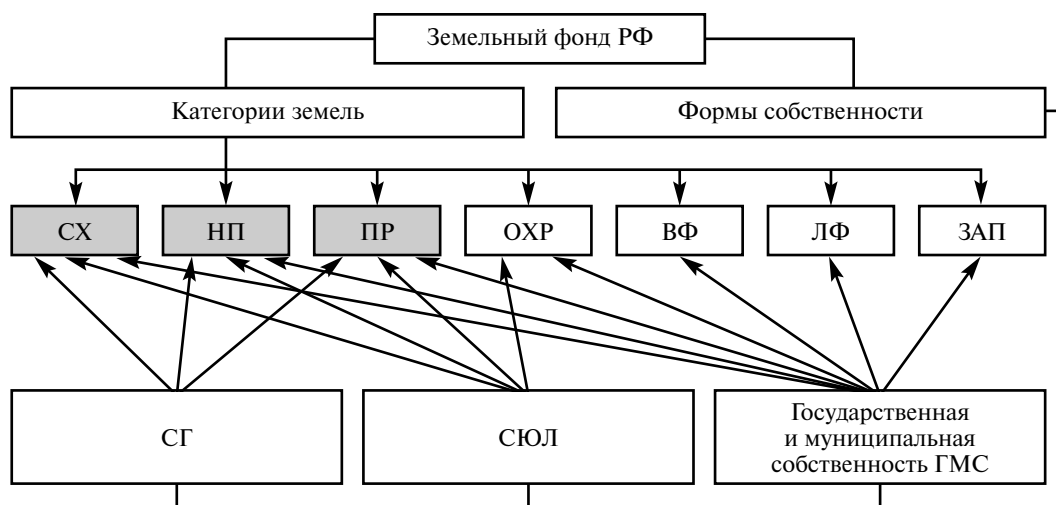 Земельный фонд РФ
Категории земель
Формы собственности
СХ
НП
ПР
ОХР
ВФ
ЛФ
ЗАП
СГ
СЮЛ
Государственная
и муниципальная
собственность ГМС